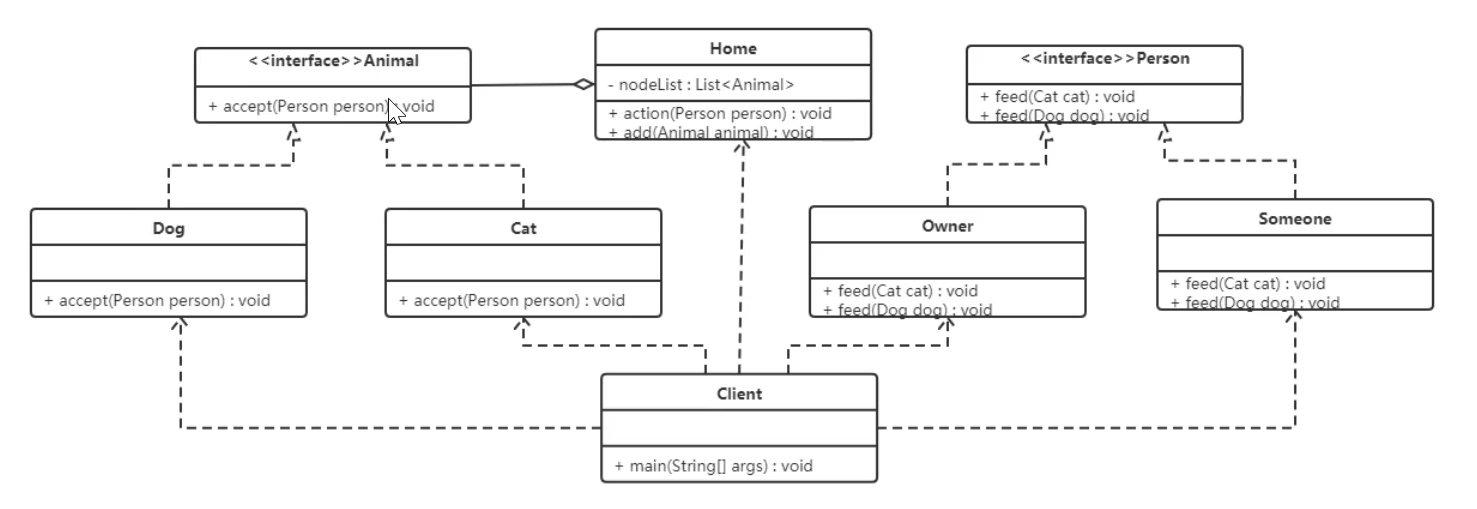 <<interface>>Animal
+ accept(Person person) : void
Home
- nodeList : List<Animal>
+ action(Person person) : void
+ add(Animal animal) : void
<<interface>>Person
+ feed(Cat cat) : void
+ feed(Dog dog) : void
Dog
+ accept(Person person) : void
Cat
+ accept(Person person) : void
Owner
+ feed(Cat cat) : void
+ feed(Dog dog) : void
Someone
+ feed(Cat cat) : void
+ feed(Dog dog) : void
Client
+ main(String[] args) : void